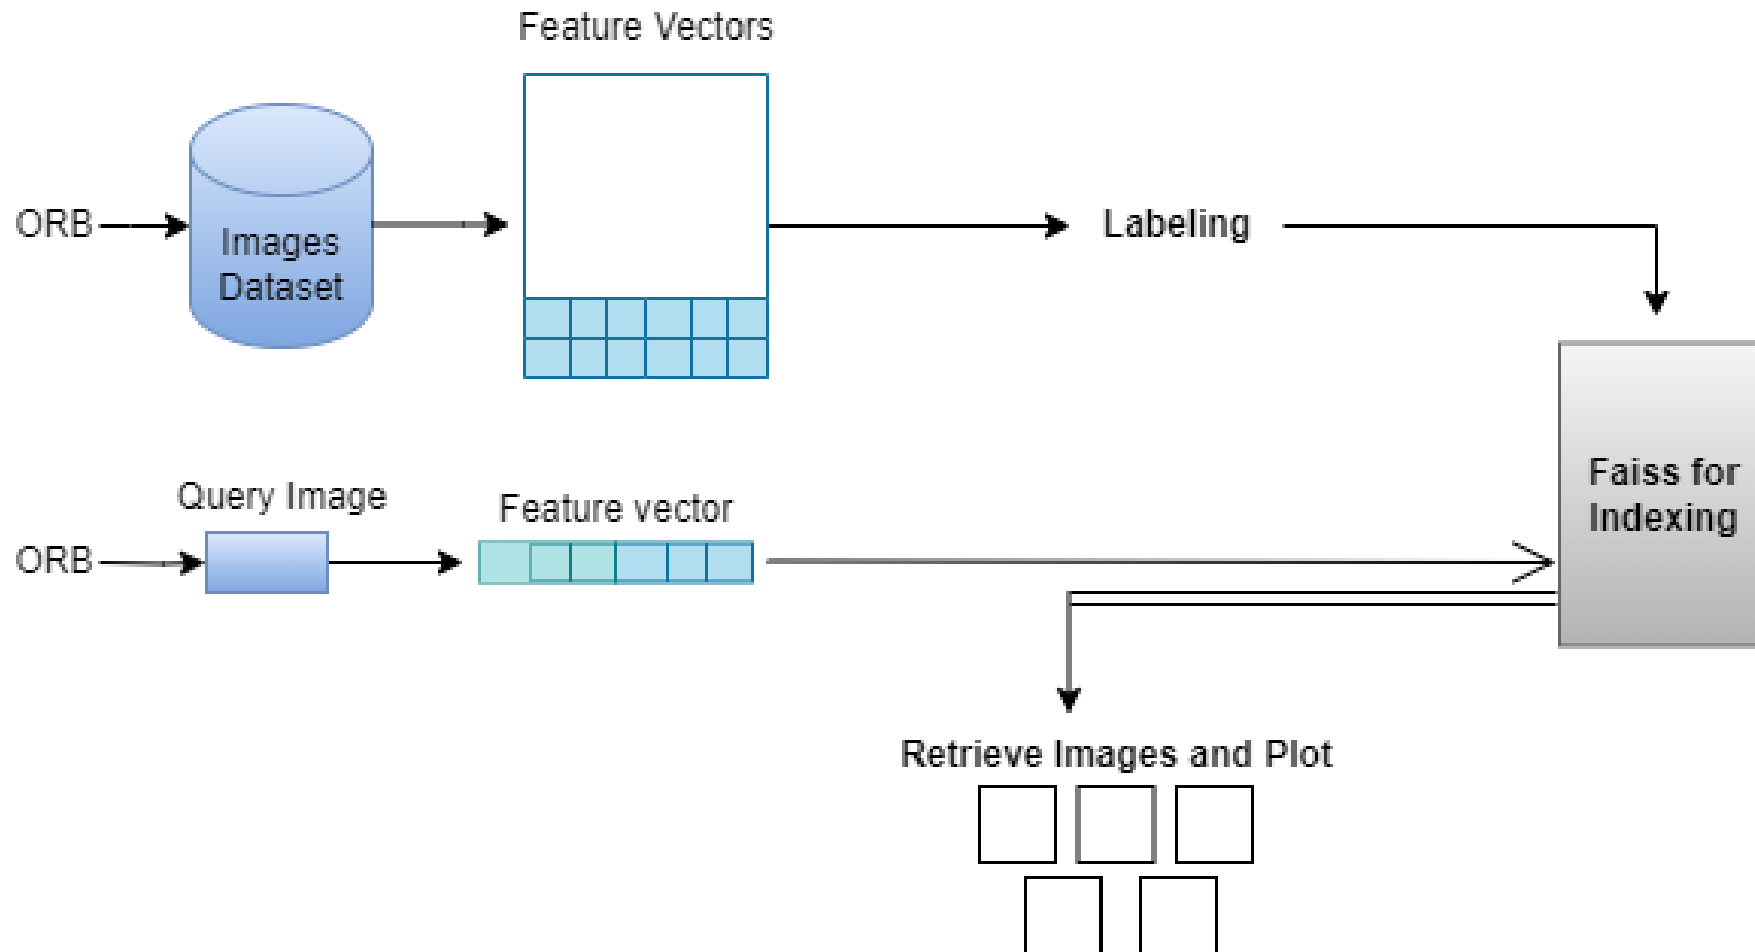 Feature Vectors
ORB
Images
Dataset
Labeling
Faiss for
Indexing
Query Image
Feature vector
ORB
Retrieve Images and Plot